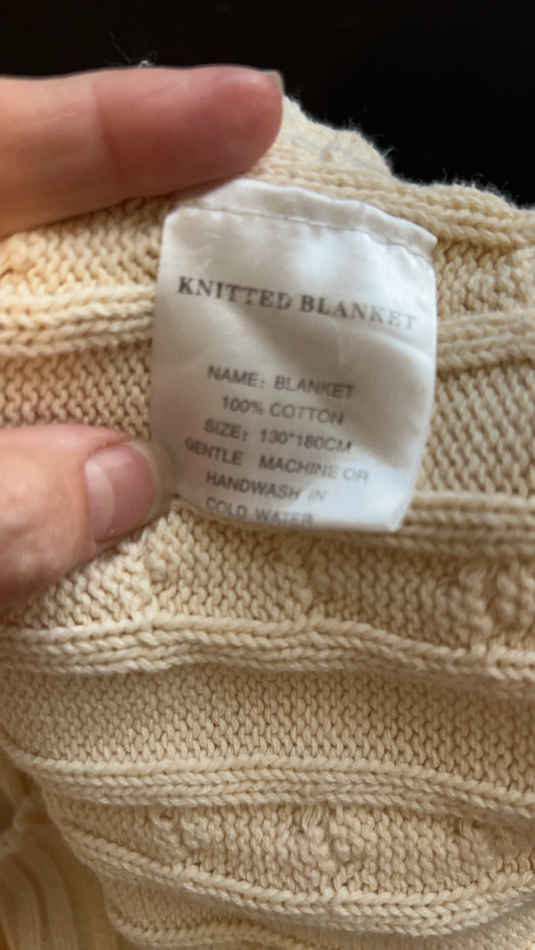 KNITTED BLANKET
NAME: BLANKET
100% COTTON
SIZE: 130*180CM
GENTLE MACHINE OR
HANDWASH IN
COLD WATER